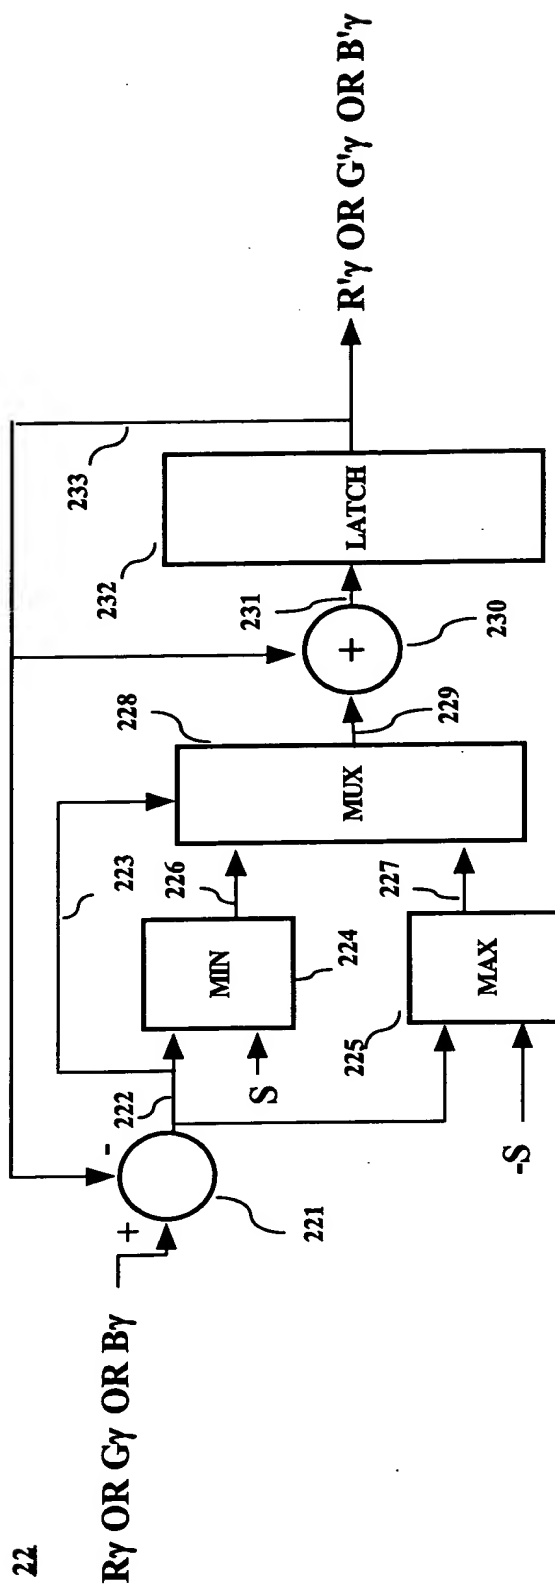 22
Rγ OR Gγ OR Bγ
+
-
221
222
223
S
MIN
224
226
-S
MAX
225
227
MUX
228
229
+
230
231
LATCH
232
233
R'γ OR G'γ OR B'γ